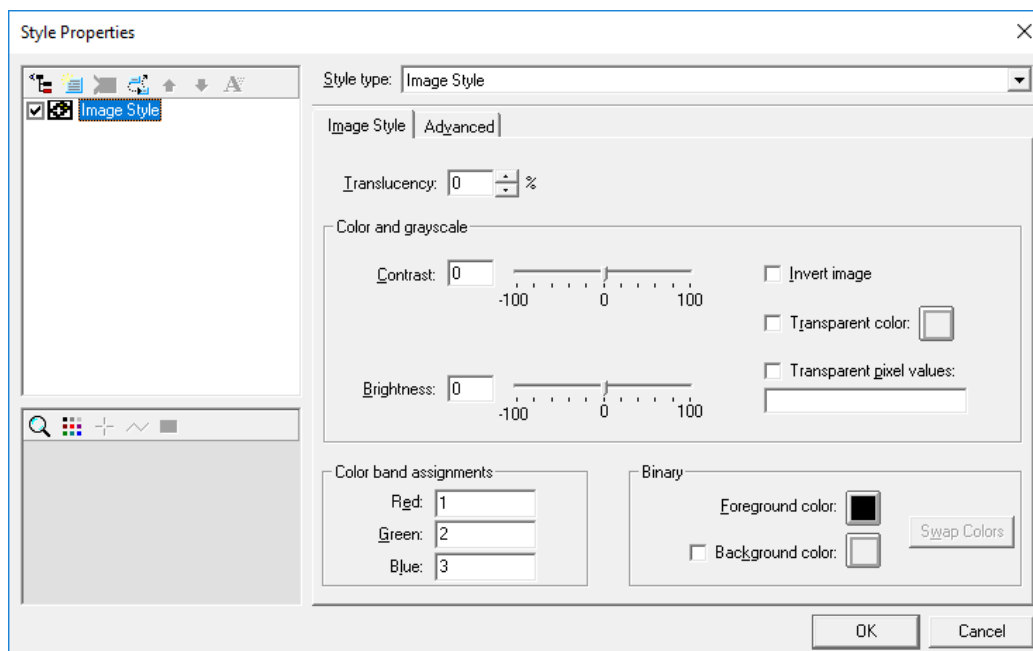 Style Properties
Style type: Image Style
Image Style
Image Style Advanced
Translucency: 0 %
Color and grayscale
Contrast: 0
-100 0 100
Invert image
Transparent color:
Transparent pixel values:
Brightness: 0
-100 0 100
Color band assignments
Red: 1
Green: 2
Blue: 3
Binary
Foreground color:
Background color:
Swap Colors
OK Cancel